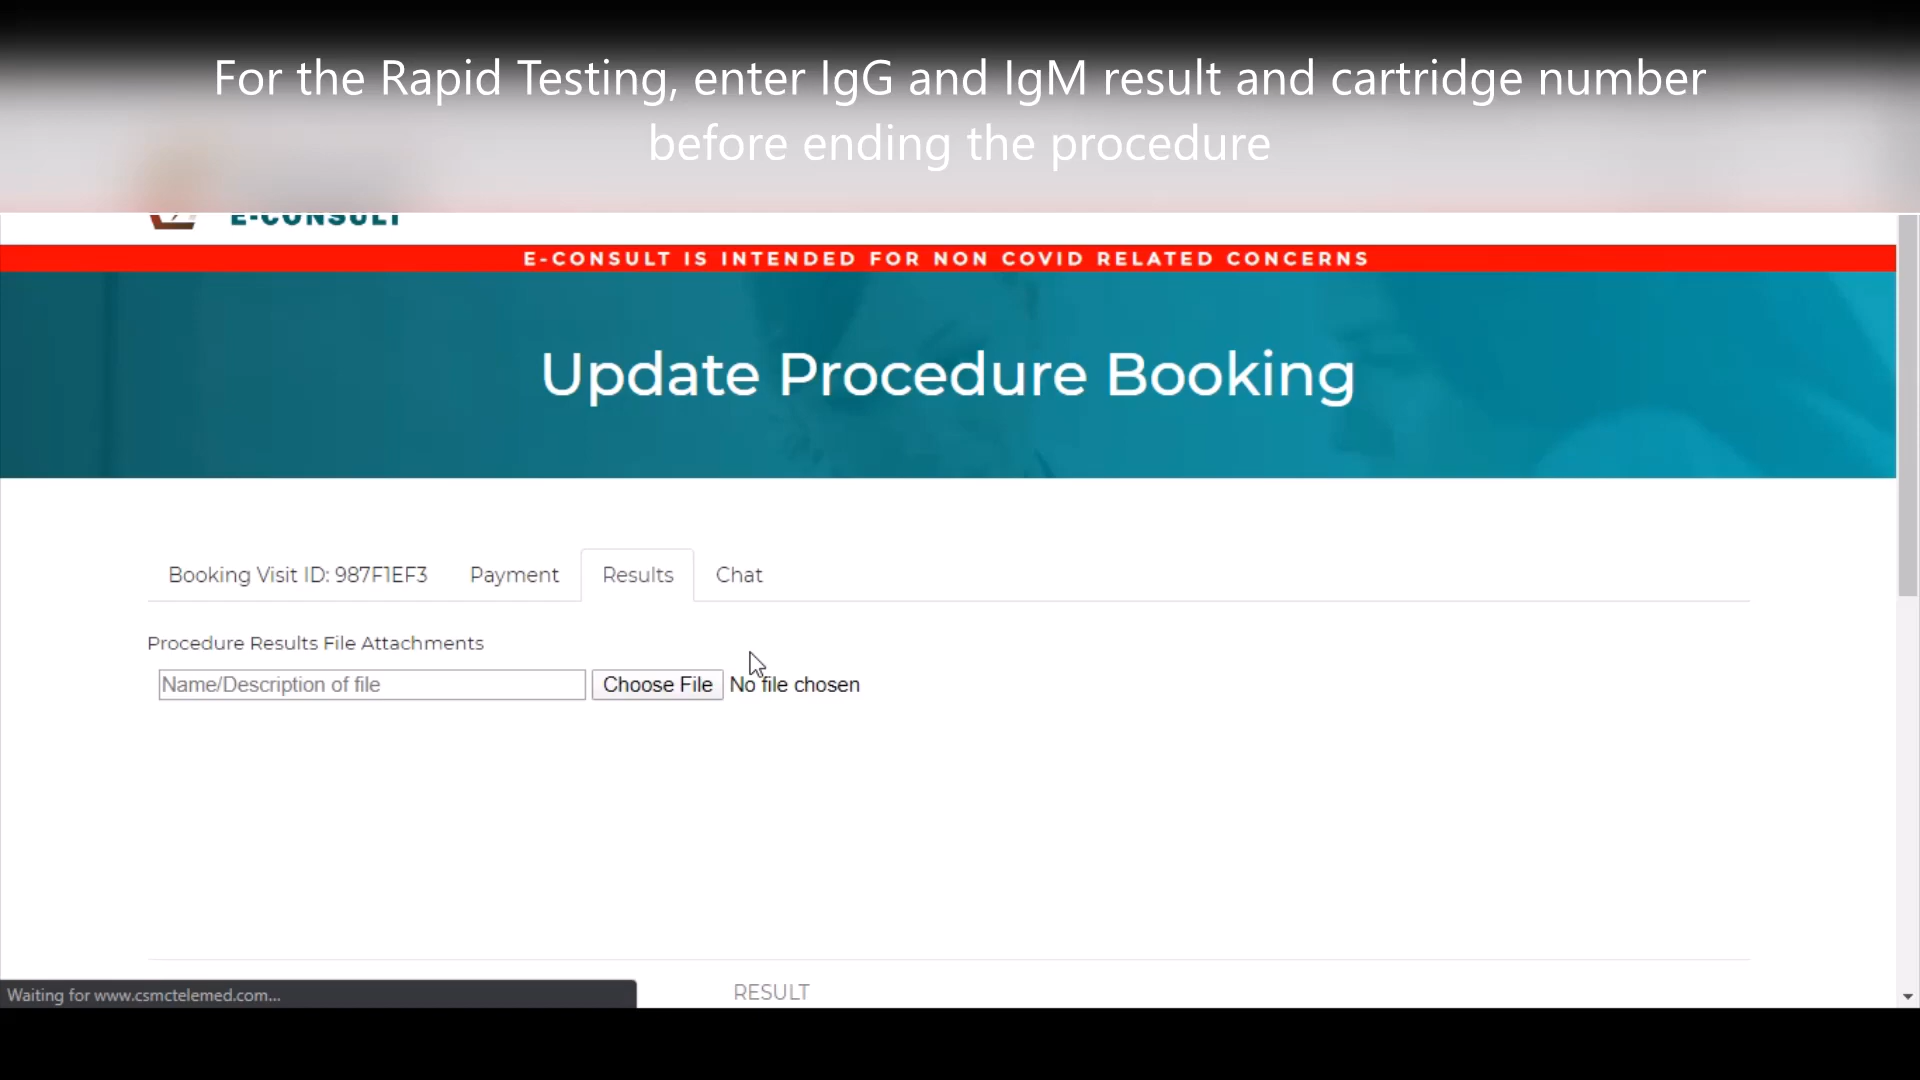 For the Rapid Testing, enter IgG and IgM result and cartridge number
before ending the procedure
E-CONSULT
E-CONSULT IS INTENDED FOR NON COVID RELATED CONCERNS
Update Procedure Booking
Booking Visit ID: 987F1EF3 Payment Results Chat
Procedure Results File Attachments
Name/Description of file Choose File No file chosen
RESULT
Waiting for www.csmctelemed.com...